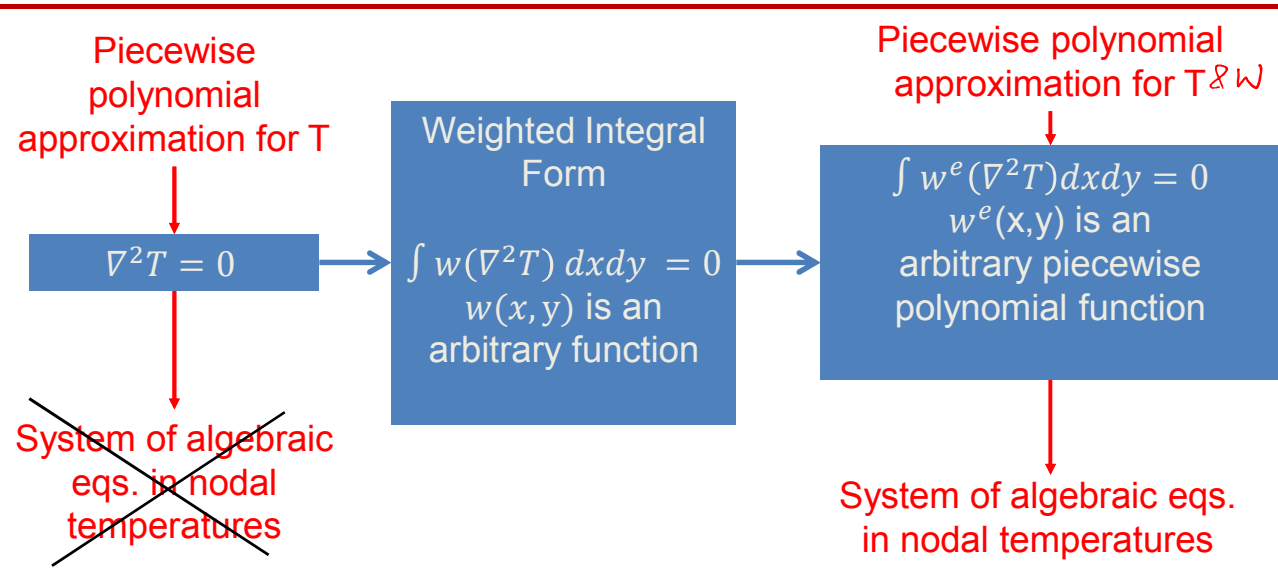 Piecewise
polynomial
approximation for T
∇²T = 0
System of algebraic
eqs. in nodal
temperatures
Weighted Integral
Form
∫ w(∇²T) dxdy = 0
w(x, y) is an
arbitrary function
Piecewise polynomial
approximation for T & W
∫ wᵉ(∇²T)dxdy = 0
wᵉ(x,y) is an
arbitrary piecewise
polynomial function
System of algebraic eqs.
in nodal temperatures